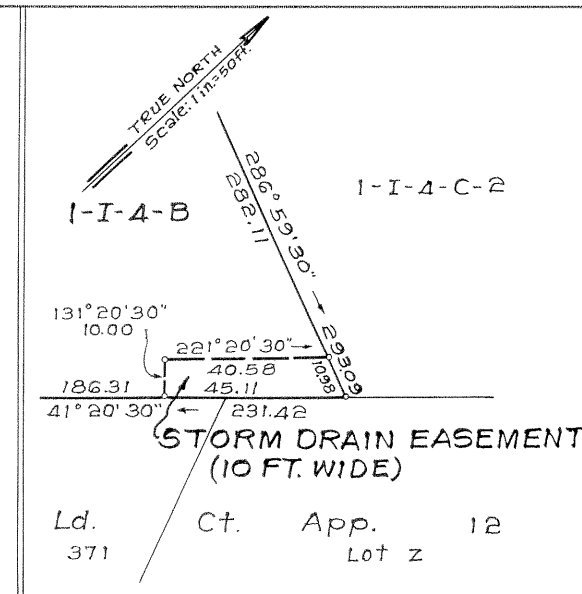 TRUE NORTH
Scale: 1 in.=50ft.
1-I-4-B
1-I-4-C-2
286°59'30" → 293.09
282.11
10.98
131°20'30"
10.00
221°20'30" →
40.58
186.31
45.11
41°20'30" ←
231.42
STORM DRAIN EASEMENT
(10 FT. WIDE)
Ld. Ct. App. 12
371 Lot z